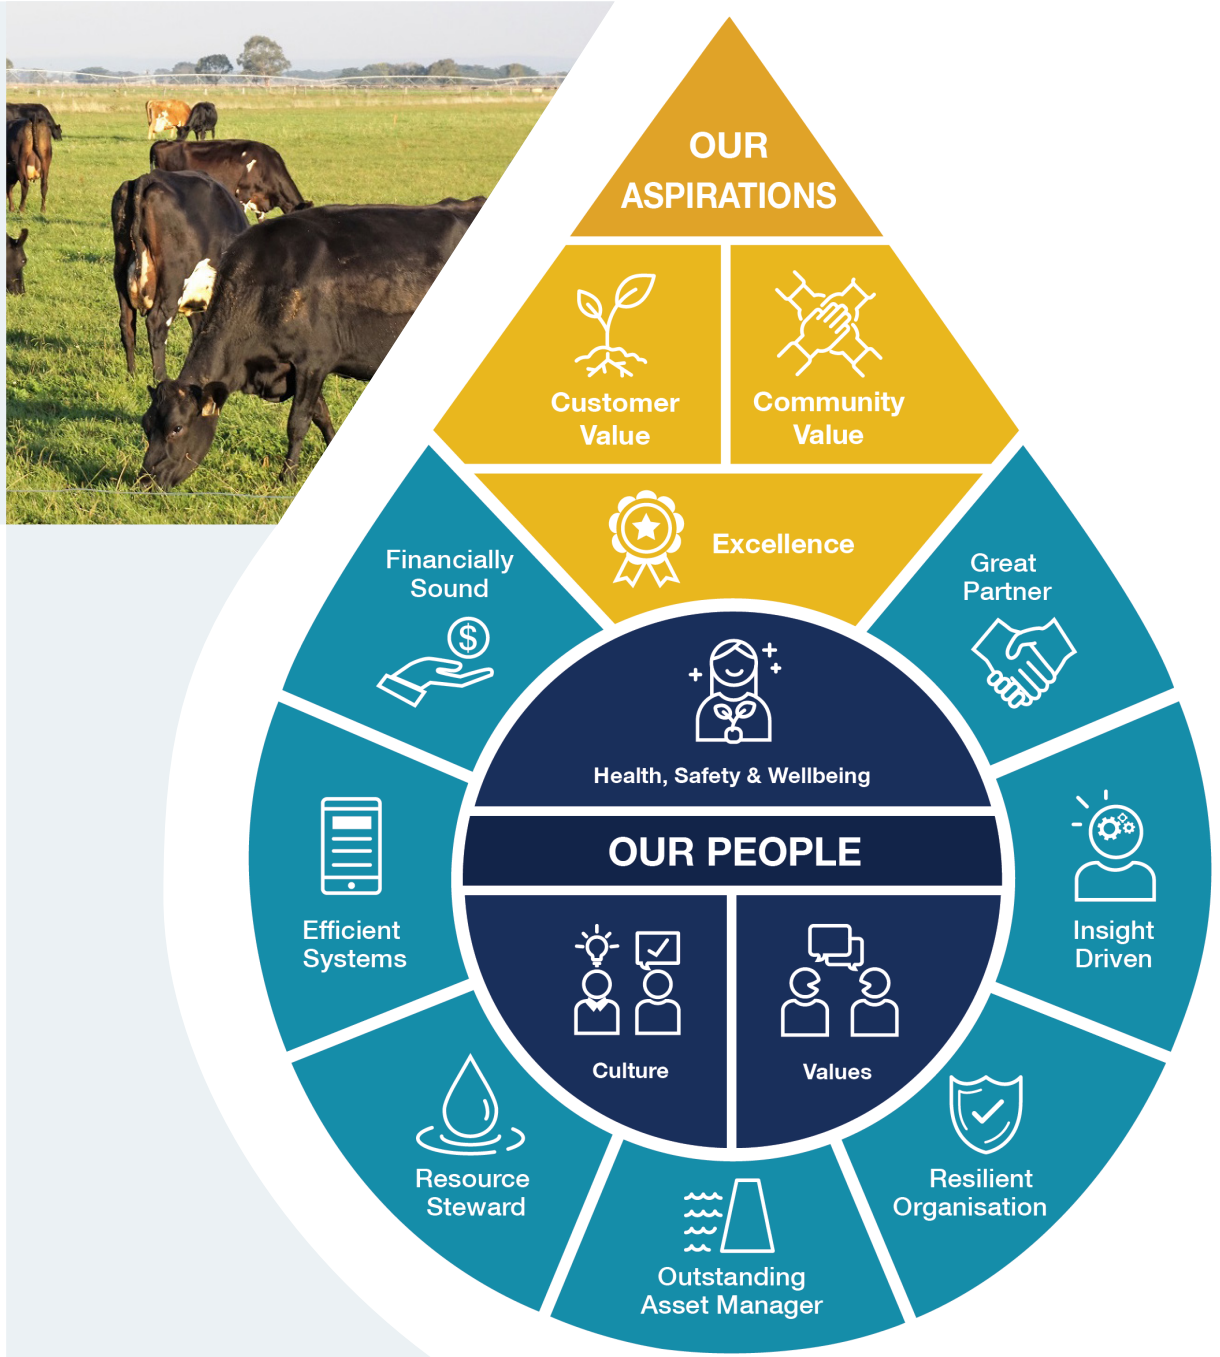 OUR
ASPIRATIONS
Customer
Value
Community
Value
Excellence
Financially
Sound
$
Great
Partner
Health, Safety & Wellbeing
OUR PEOPLE
Efficient
Systems
Insight
Driven
Culture
Values
Resource
Steward
Resilient
Organisation
Outstanding
Asset Manager